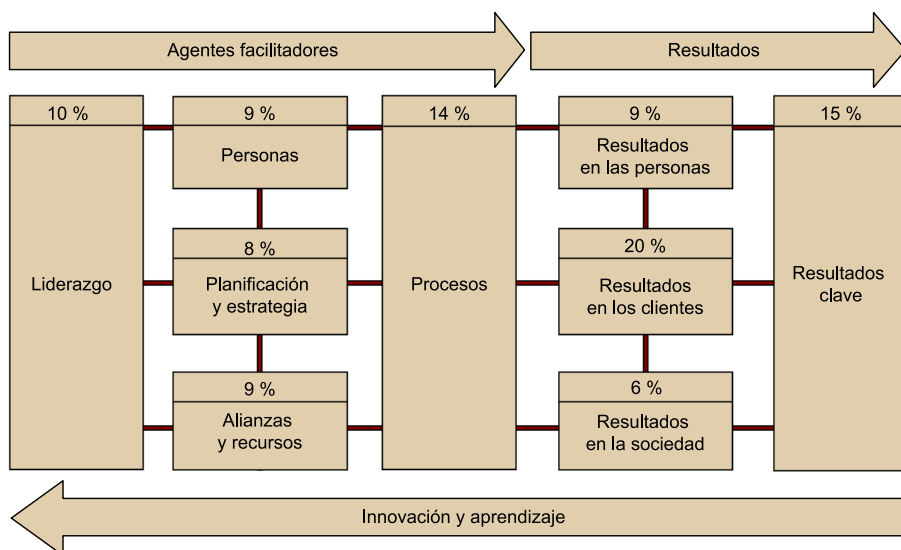 Agentes facilitadores
Resultados
10 %
9 %
14 %
9 %
15 %
Personas
Resultados
en las personas
8 %
20 %
Liderazgo
Planificación
y estrategia
Procesos
Resultados
en los clientes
Resultados
clave
9 %
6 %
Alianzas
y recursos
Resultados
en la sociedad
Innovación y aprendizaje